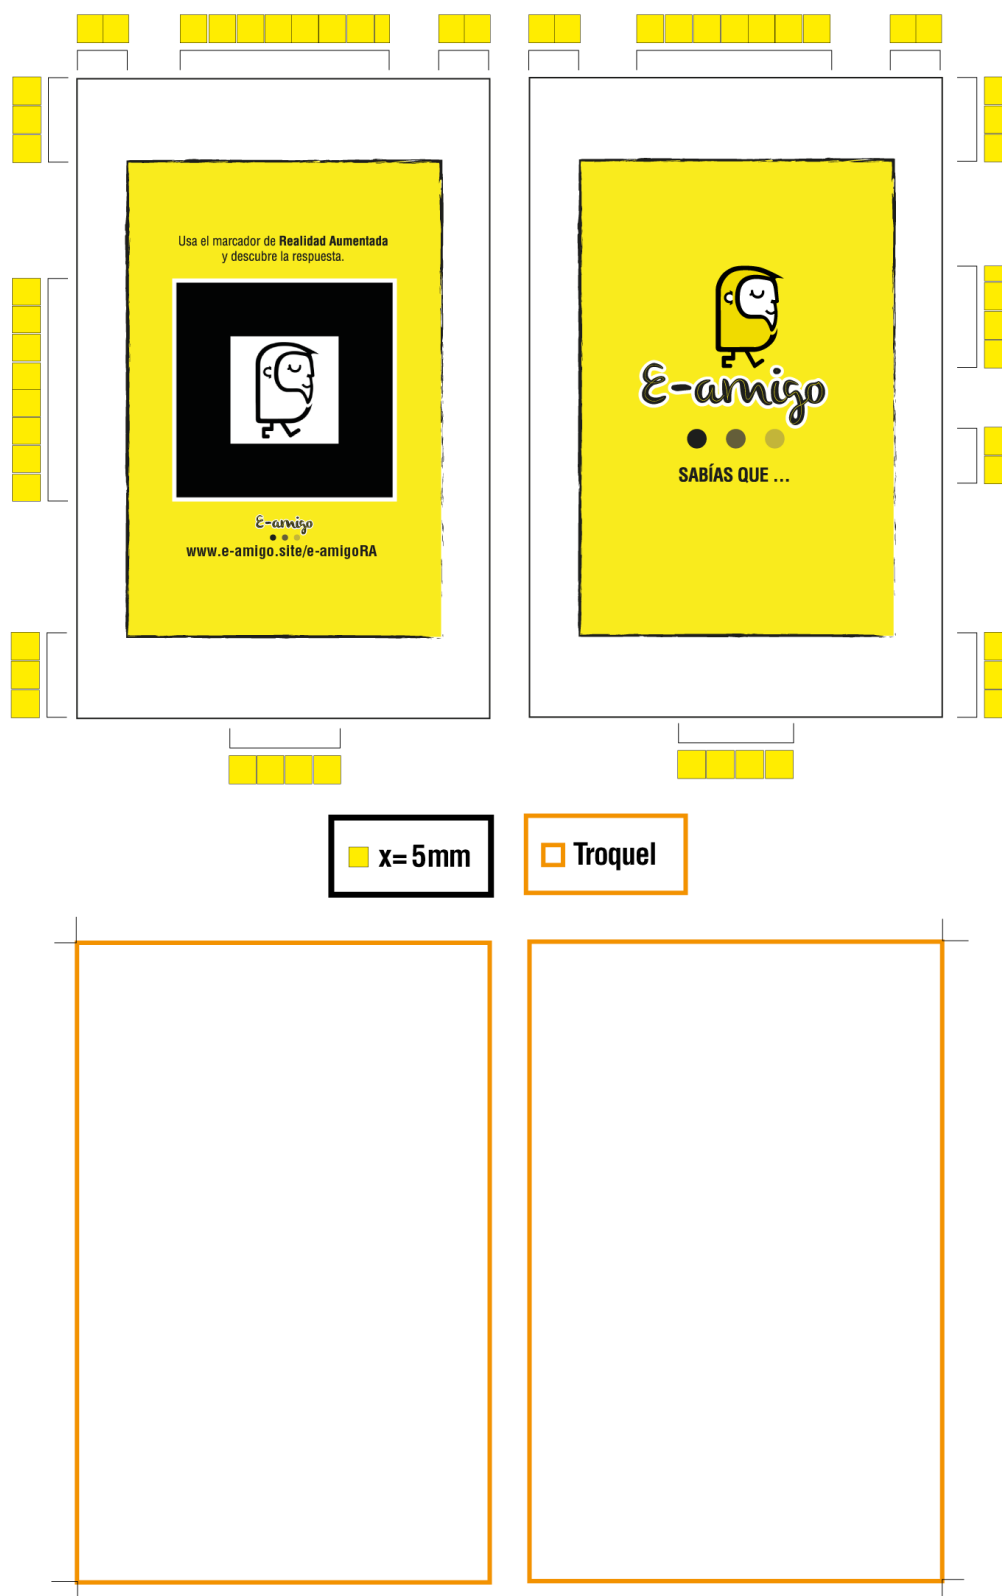 Usa el marcador de Realidad Aumentada
y descubre la respuesta.
E-amigo
www.e-amigo.site/e-amigoRA
E-amigo
SABÍAS QUE ...
x= 5mm
Troquel